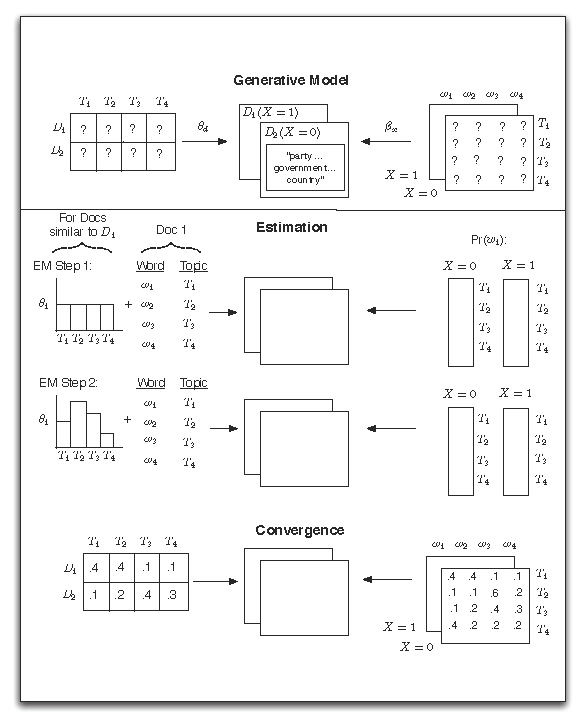 Generative Model
T₁ T₂ T₃ T₄
D₁ ? ? ? ?
D₂ ? ? ? ?
θd
D₁(X = 1)
D₂(X = 0)
"party ...
government...
country"
βx
ω₁ ω₂ ω₃ ω₄
? ? ? ? T₁
? ? ? ? T₂
? ? ? ? T₃
? ? ? ? T₄
X = 1
X = 0
Estimation
For Docs
similar to D₁
Doc 1
Pr(ω₁):
EM Step 1:
Word Topic
X = 0 X = 1
θ₁
+
ω₁ T₁
ω₂ T₂
ω₃ T₃
ω₄ T₄
T₁ T₂ T₃ T₄
T₁ T₁
T₂ T₂
T₃ T₃
T₄ T₄
EM Step 2:
Word Topic
X = 0 X = 1
θ₁
+
ω₁ T₁
ω₂ T₂
ω₃ T₃
ω₄ T₄
T₁ T₂ T₃ T₄
T₁ T₁
T₂ T₂
T₃ T₃
T₄ T₄
Convergence
T₁ T₂ T₃ T₄
D₁ .4 .4 .1 .1
D₂ .1 .2 .4 .3
ω₁ ω₂ ω₃ ω₄
.4 .4 .1 .1 T₁
.1 .1 .6 .2 T₂
.1 .2 .4 .3 T₃
.4 .2 .2 .2 T₄
X = 1
X = 0